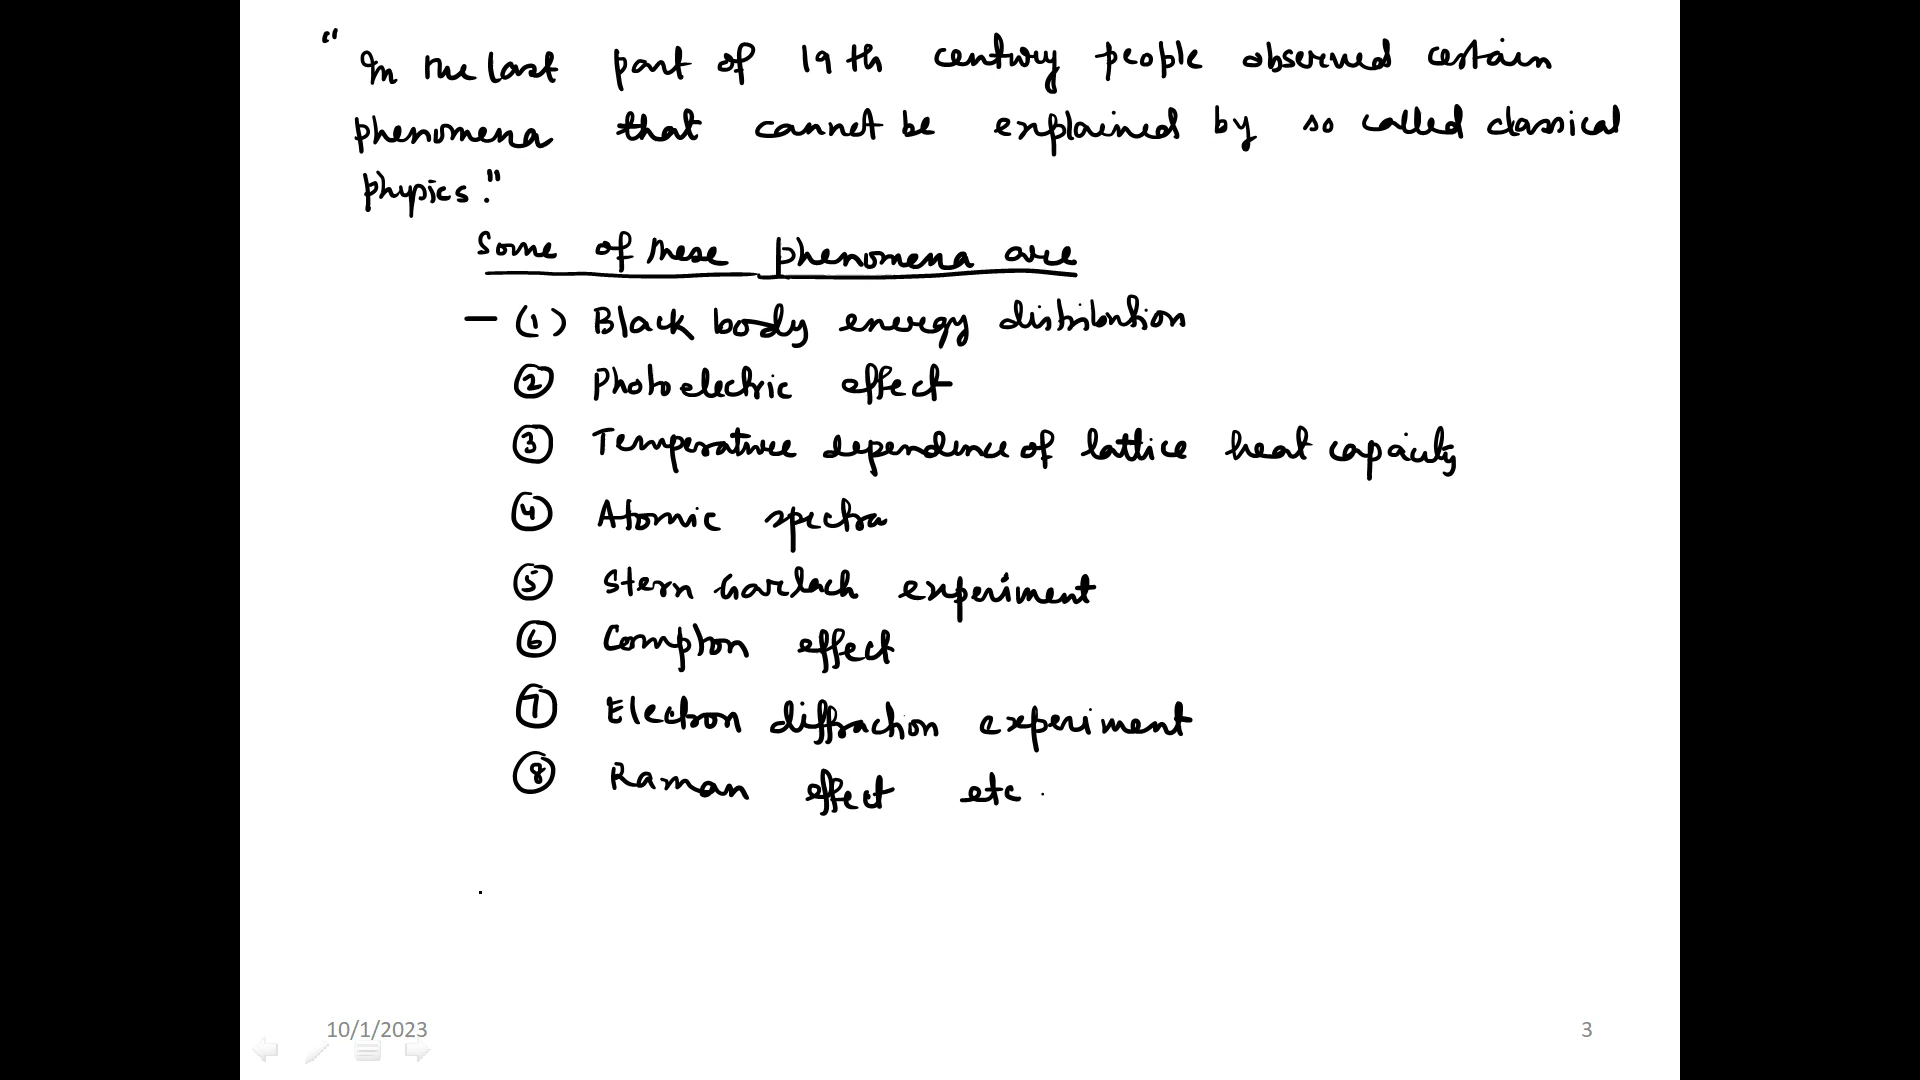 "In the last part of 19th century people observed certain
phenomena that cannot be explained by so called classical
physics."
Some of these phenomena are
– (1) Black body energy distribution
② Photoelectric effect
③ Temperature dependence of lattice heat capacity
④ Atomic spectra
⑤ Stern Garlach experiment
⑥ Compton effect
⑦ Electron diffraction experiment
⑧ Raman effect etc.
10/1/2023 3